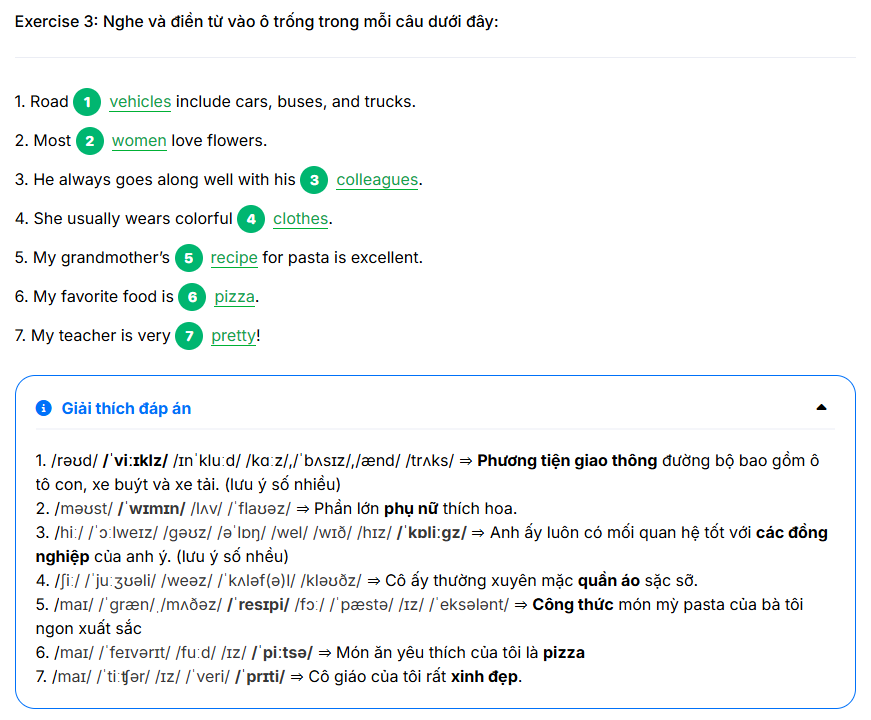 Exercise 3: Nghe và điền từ vào ô trống trong mỗi câu dưới đây:
1. Road 1 vehicles include cars, buses, and trucks.
2. Most 2 women love flowers.
3. He always goes along well with his 3 colleagues.
4. She usually wears colorful 4 clothes.
5. My grandmother’s 5 recipe for pasta is excellent.
6. My favorite food is 6 pizza.
7. My teacher is very 7 pretty!
Giải thích đáp án
1. /rəʊd/ /ˈviːɪklz/ /ɪnˈkluːd/ /kɑːz/,/ˈbʌsɪz/,/ænd/ /trʌks/ ⇒ Phương tiện giao thông đường bộ bao gồm ô
tô con, xe buýt và xe tải. (lưu ý số nhiều)
2. /məʊst/ /ˈwɪmɪn/ /lʌv/ /ˈflaʊəz/ ⇒ Phần lớn phụ nữ thích hoa.
3. /hiː/ /ˈɔːlweɪz/ /gəʊz/ /əˈlɒŋ/ /wel/ /wɪð/ /hɪz/ /ˈkɒliːgz/ ⇒ Anh ấy luôn có mối quan hệ tốt với các đồng
nghiệp của anh ý. (lưu ý số nhều)
4. /ʃiː/ /ˈjuːʒʊəli/ /weəz/ /ˈkʌləf(ə)l/ /kləʊðz/ ⇒ Cô ấy thường xuyên mặc quần áo sặc sỡ.
5. /maɪ/ /ˈgræn/ˌ/mʌðəz/ /ˈresɪpi/ /fɔː/ /ˈpæstə/ /ɪz/ /ˈeksələnt/ ⇒ Công thức món mỳ pasta của bà tôi
ngon xuất sắc
6. /maɪ/ /ˈfeɪvərɪt/ /fuːd/ /ɪz/ /ˈpiːtsə/ ⇒ Món ăn yêu thích của tôi là pizza
7. /maɪ/ /ˈtiːʧər/ /ɪz/ /ˈveri/ /ˈprɪti/ ⇒ Cô giáo của tôi rất xinh đẹp.